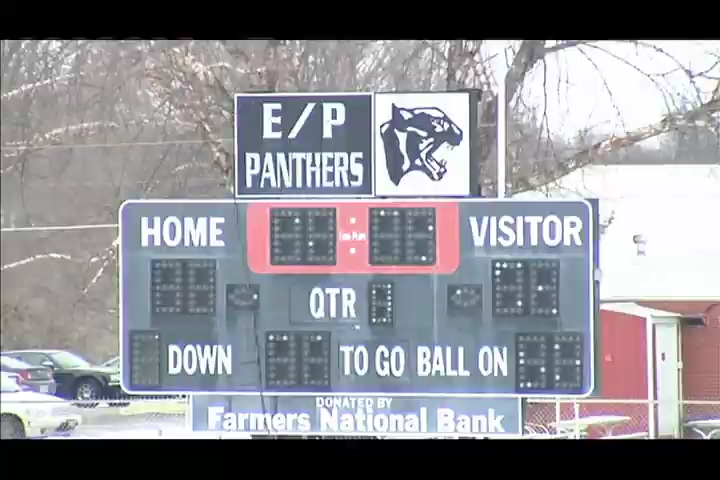 E/P
PANTHERS
HOME
VISITOR
QTR
DOWN
TO GO
BALL ON
DONATED BY
Farmers National Bank